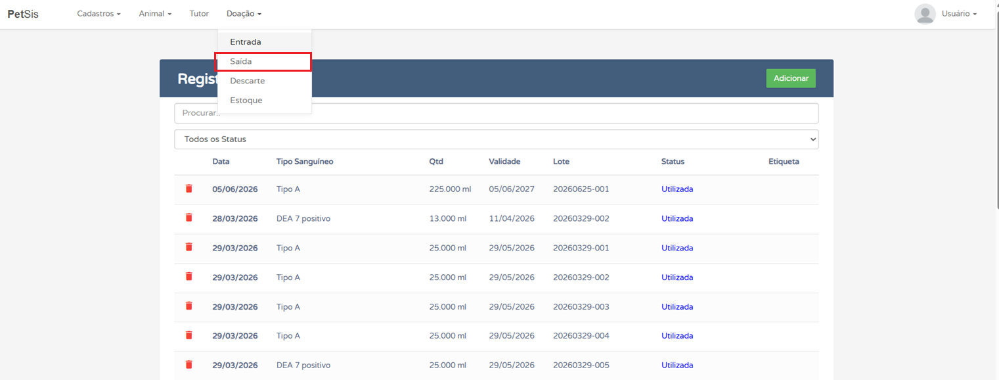 PetSis Cadastros Animal Tutor Doação Usuário
Entrada
Saída
Descarte
Estoque
Regist
Adicionar
Procurar..
Todos os Status
Data Tipo Sanguíneo Qtd Validade Lote Status Etiqueta
05/06/2026 Tipo A 225.000 ml 05/06/2027 20260625-001 Utilizada
28/03/2026 DEA 7 positivo 13.000 ml 11/04/2026 20260329-002 Utilizada
29/03/2026 Tipo A 25.000 ml 29/05/2026 20260329-001 Utilizada
29/03/2026 Tipo A 25.000 ml 29/05/2026 20260329-002 Utilizada
29/03/2026 Tipo A 25.000 ml 29/05/2026 20260329-003 Utilizada
29/03/2026 Tipo A 25.000 ml 29/05/2026 20260329-004 Utilizada
29/03/2026 DEA 7 positivo 25.000 ml 29/05/2026 20260329-005 Utilizada